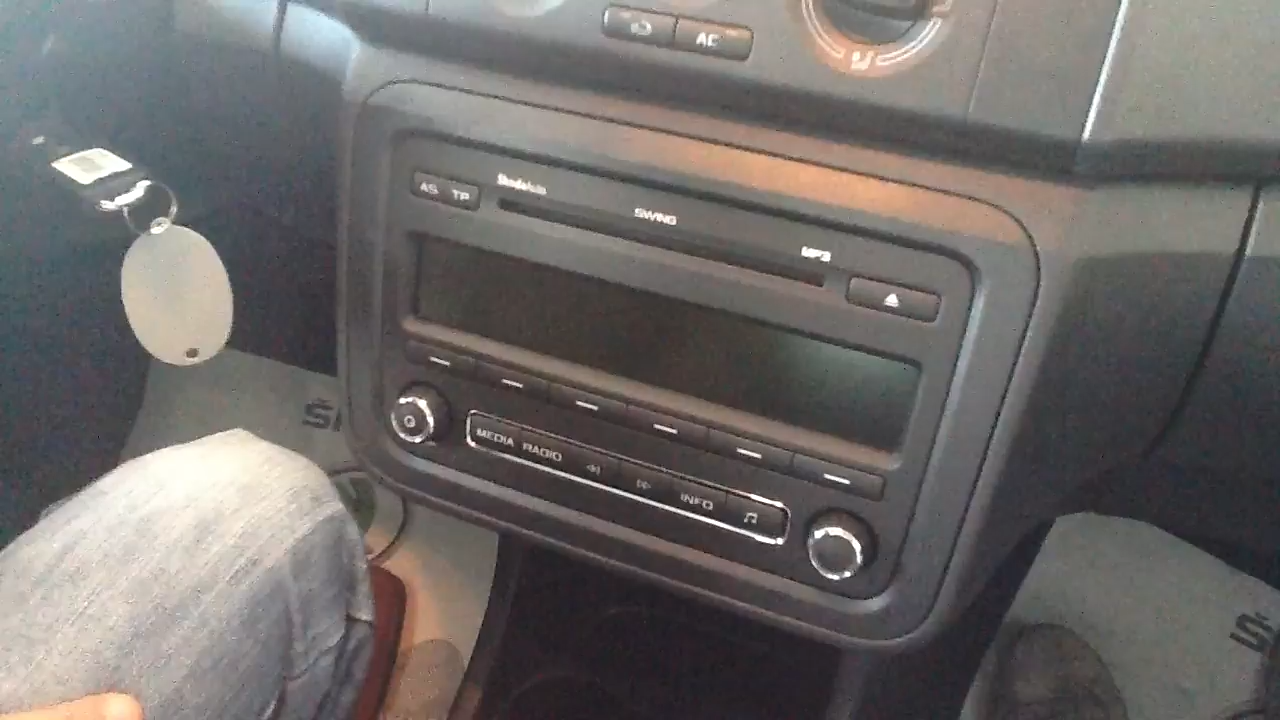 AC
AS TP
SWING
MP3
MEDIA RADIO
INFO